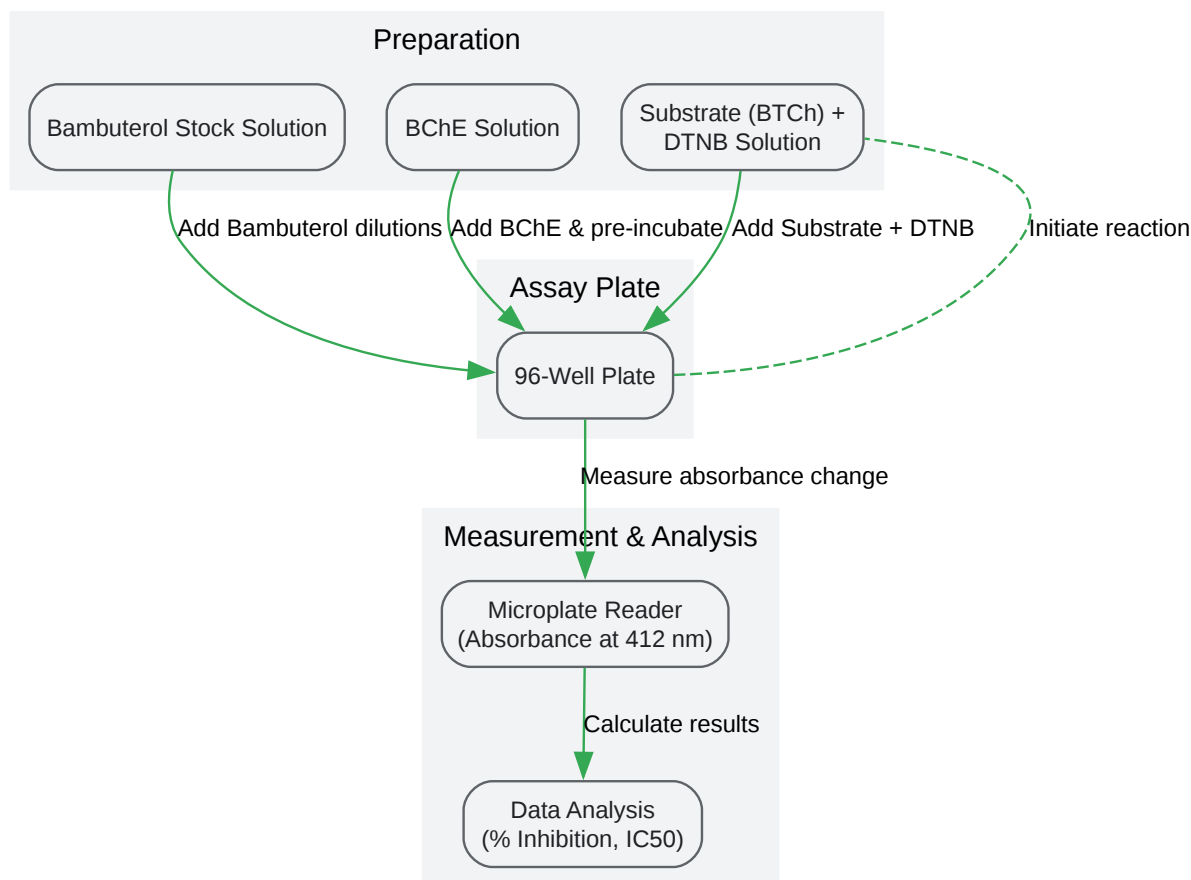 Preparation
Bambuterol Stock Solution
BChE Solution
Substrate (BTCh) +
DTNB Solution
Add Bambuterol dilutions
Add BChE & pre-incubate
Add Substrate + DTNB
Initiate reaction
Assay Plate
96-Well Plate
Measure absorbance change
Measurement & Analysis
Microplate Reader
(Absorbance at 412 nm)
Calculate results
Data Analysis
(% Inhibition, IC50)